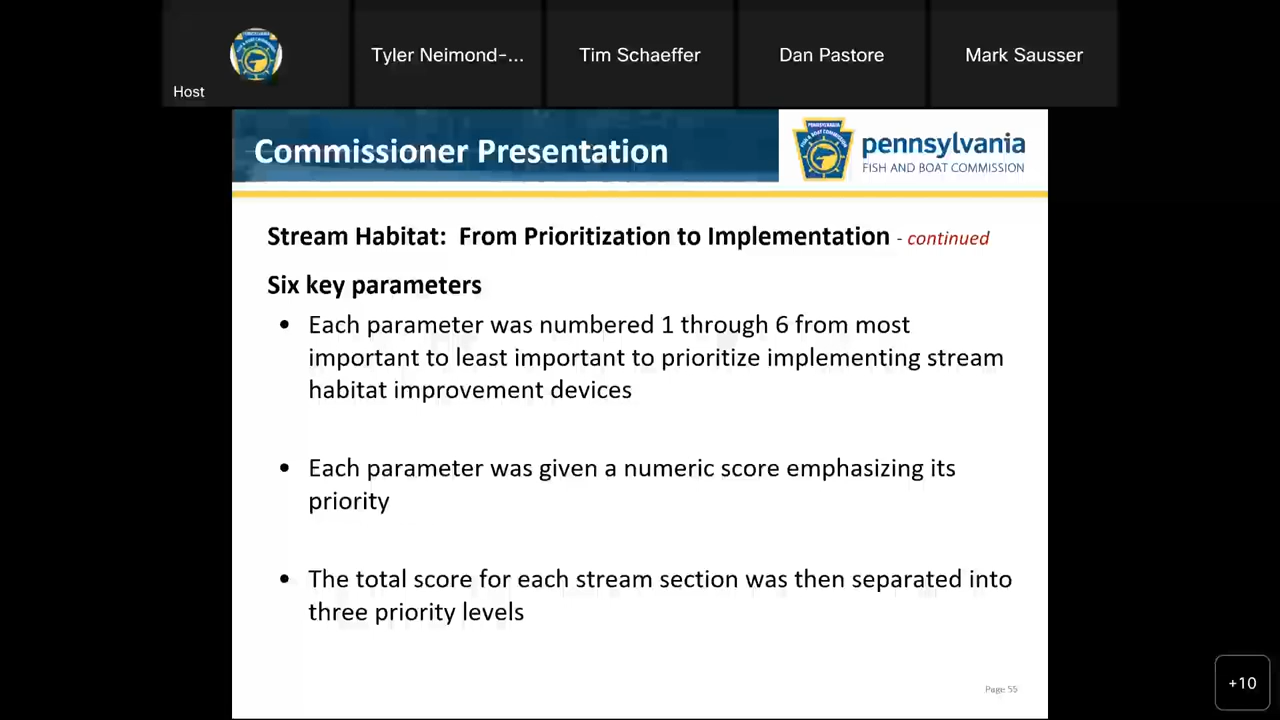 Host
Tyler Neimond-...
Tim Schaeffer
Dan Pastore
Mark Sausser
Commissioner Presentation
pennsylvania
FISH AND BOAT COMMISSION
Stream Habitat: From Prioritization to Implementation - continued
Six key parameters
• Each parameter was numbered 1 through 6 from most
important to least important to prioritize implementing stream
habitat improvement devices
• Each parameter was given a numeric score emphasizing its
priority
• The total score for each stream section was then separated into
three priority levels
Page 55
+10